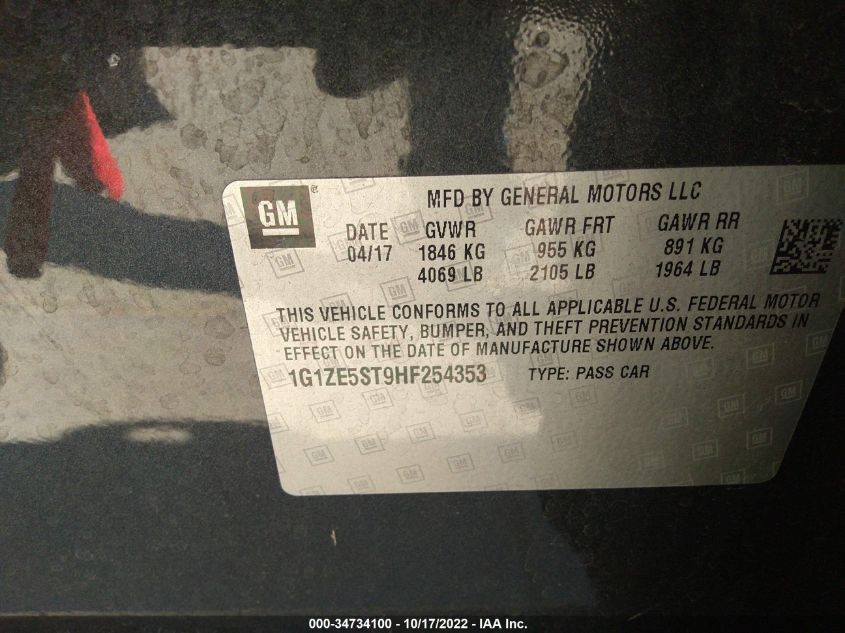 GM
MFD BY GENERAL MOTORS LLC
DATE GVWR GAWR FRT GAWR RR
04/17 1846 KG 955 KG 891 KG
4069 LB 2105 LB 1964 LB
THIS VEHICLE CONFORMS TO ALL APPLICABLE U.S. FEDERAL MOTOR
VEHICLE SAFETY, BUMPER, AND THEFT PREVENTION STANDARDS IN
EFFECT ON THE DATE OF MANUFACTURE SHOWN ABOVE.
1G1ZE5ST9HF254353 TYPE: PASS CAR
000-34734100 - 10/17/2022 - IAA Inc.